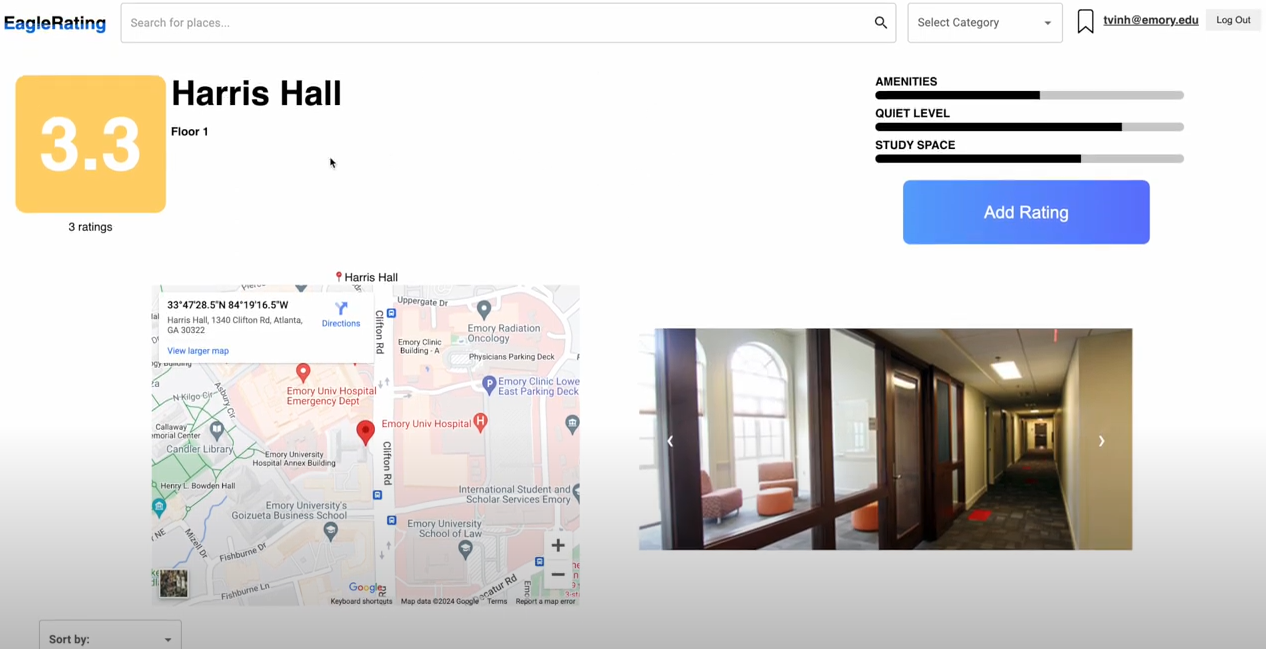 EagleRating
Search for places...
Select Category
tvinh@emory.edu
Log Out
3.3
3 ratings
Harris Hall
Floor 1
AMENITIES
QUIET LEVEL
STUDY SPACE
Add Rating
Harris Hall
33°47'28.5"N 84°19'16.5"W
Harris Hall, 1340 Clifton Rd, Atlanta,
GA 30322
Directions
View larger map
Clifton Rd
Uppergate Dr
Emory Radiation
Oncology
Emory Clinic
Building - A
Physicians Parking Deck
Emory Clinic Lowe
East Parking Deck
N Kilgo Cir
Asbury Cir
Emory Univ Hospital
Emergency Dept
Emory Univ Hospital
Callaway
emorial Center
Candler Library
Emory University
Hospital Annex Building
Clifton Rd
Henry L. Bowden Hall
International Student and
Scholar Services Emory
Emory University's
Goizueta Business School
Emory University
School of Law
Mizell Dr
Fishburne Dr
Fishburne Ln
ecatur Rd
Google
Keyboard shortcuts
Map data ©2024 Google
Terms
Report a map error
Sort by: